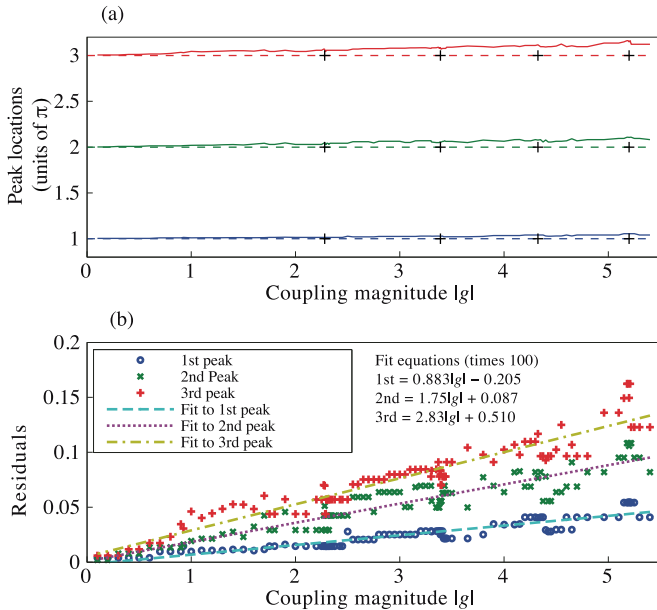 (a)
Peak locations
(units of π)
3
2.5
2
1.5
1
0 1 2 3 4 5
Coupling magnitude |g|
(b)
Residuals
0.2
0.15
0.1
0.05
0
1st peak
2nd Peak
3rd peak
Fit to 1st peak
Fit to 2nd peak
Fit to 3rd peak
Fit equations (times 100)
1st = 0.883|g| − 0.205
2nd = 1.75|g| + 0.087
3rd = 2.83|g| + 0.510
0 1 2 3 4 5
Coupling magnitude |g|